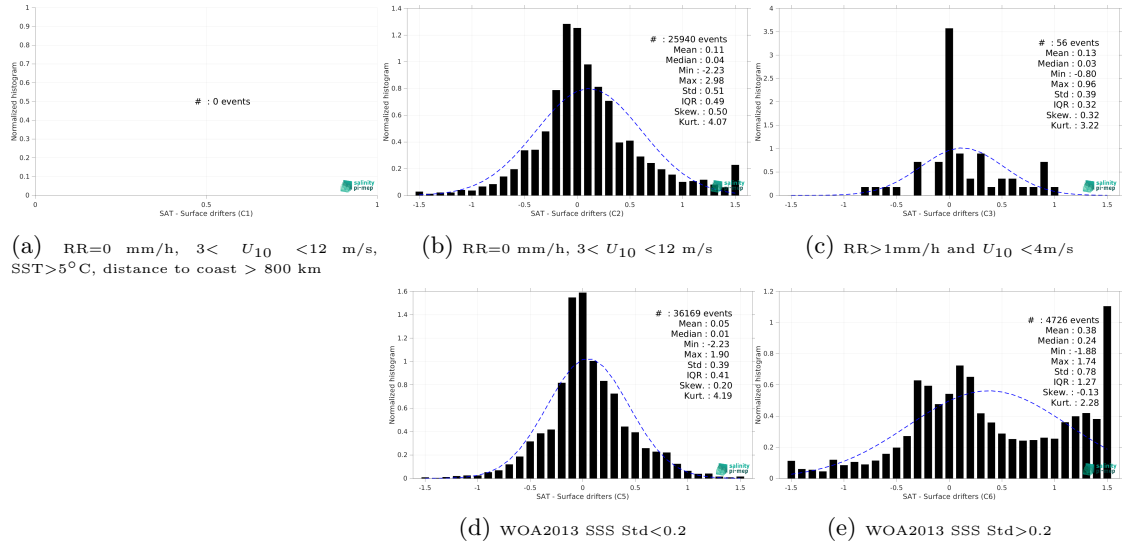 1
0.9
0.8
0.7
0.6
0.5
0.4
0.3
0.2
0.1
0
Normalized histogram
# : 0 events
salinity
pi-mep
0 0.5 1
SAT - Surface drifters (C1)
(a) RR=0 mm/h, 3< U10 <12 m/s,
SST>5°C, distance to coast > 800 km
1.4
1.2
1
0.8
0.6
0.4
0.2
0
Normalized histogram
# : 25940 events
Mean : 0.11
Median : 0.04
Min : -2.23
Max : 2.98
Std : 0.51
IQR : 0.49
Skew. : 0.50
Kurt. : 4.07
salinity
pi-mep
-1.5 -1 -0.5 0 0.5 1 1.5
SAT - Surface drifters (C2)
(b) RR=0 mm/h, 3< U10 <12 m/s
4
3.5
3
2.5
2
1.5
1
0.5
0
Normalized histogram
# : 56 events
Mean : 0.13
Median : 0.03
Min : -0.80
Max : 0.96
Std : 0.39
IQR : 0.32
Skew. : 0.32
Kurt. : 3.22
salinity
pi-mep
-1.5 -1 -0.5 0 0.5 1 1.5
SAT - Surface drifters (C3)
(c) RR>1mm/h and U10 <4m/s
1.6
1.4
1.2
1
0.8
0.6
0.4
0.2
0
Normalized histogram
# : 36169 events
Mean : 0.05
Median : 0.01
Min : -2.23
Max : 1.90
Std : 0.39
IQR : 0.41
Skew. : 0.20
Kurt. : 4.19
salinity
pi-mep
-1.5 -1 -0.5 0 0.5 1 1.5
SAT - Surface drifters (C5)
(d) WOA2013 SSS Std<0.2
1.2
1
0.8
0.6
0.4
0.2
0
Normalized histogram
# : 4726 events
Mean : 0.38
Median : 0.24
Min : -1.88
Max : 1.74
Std : 0.78
IQR : 1.27
Skew. : -0.13
Kurt. : 2.28
salinity
pi-mep
-1.5 -1 -0.5 0 0.5 1 1.5
SAT - Surface drifters (C6)
(e) WOA2013 SSS Std>0.2